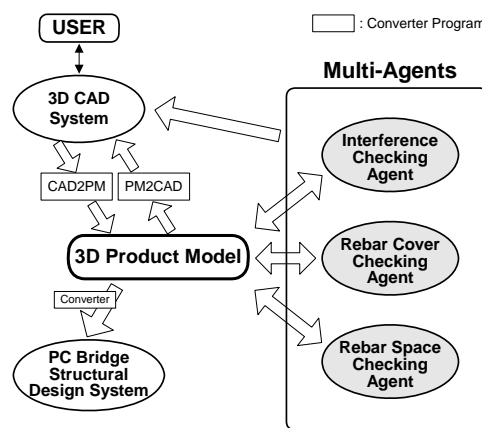 USER
: Converter Program
3D CAD
System
Multi-Agents
Interference
Checking
Agent
CAD2PM
PM2CAD
3D Product Model
Rebar Cover
Checking
Agent
Converter
PC Bridge
Structural
Design System
Rebar Space
Checking
Agent